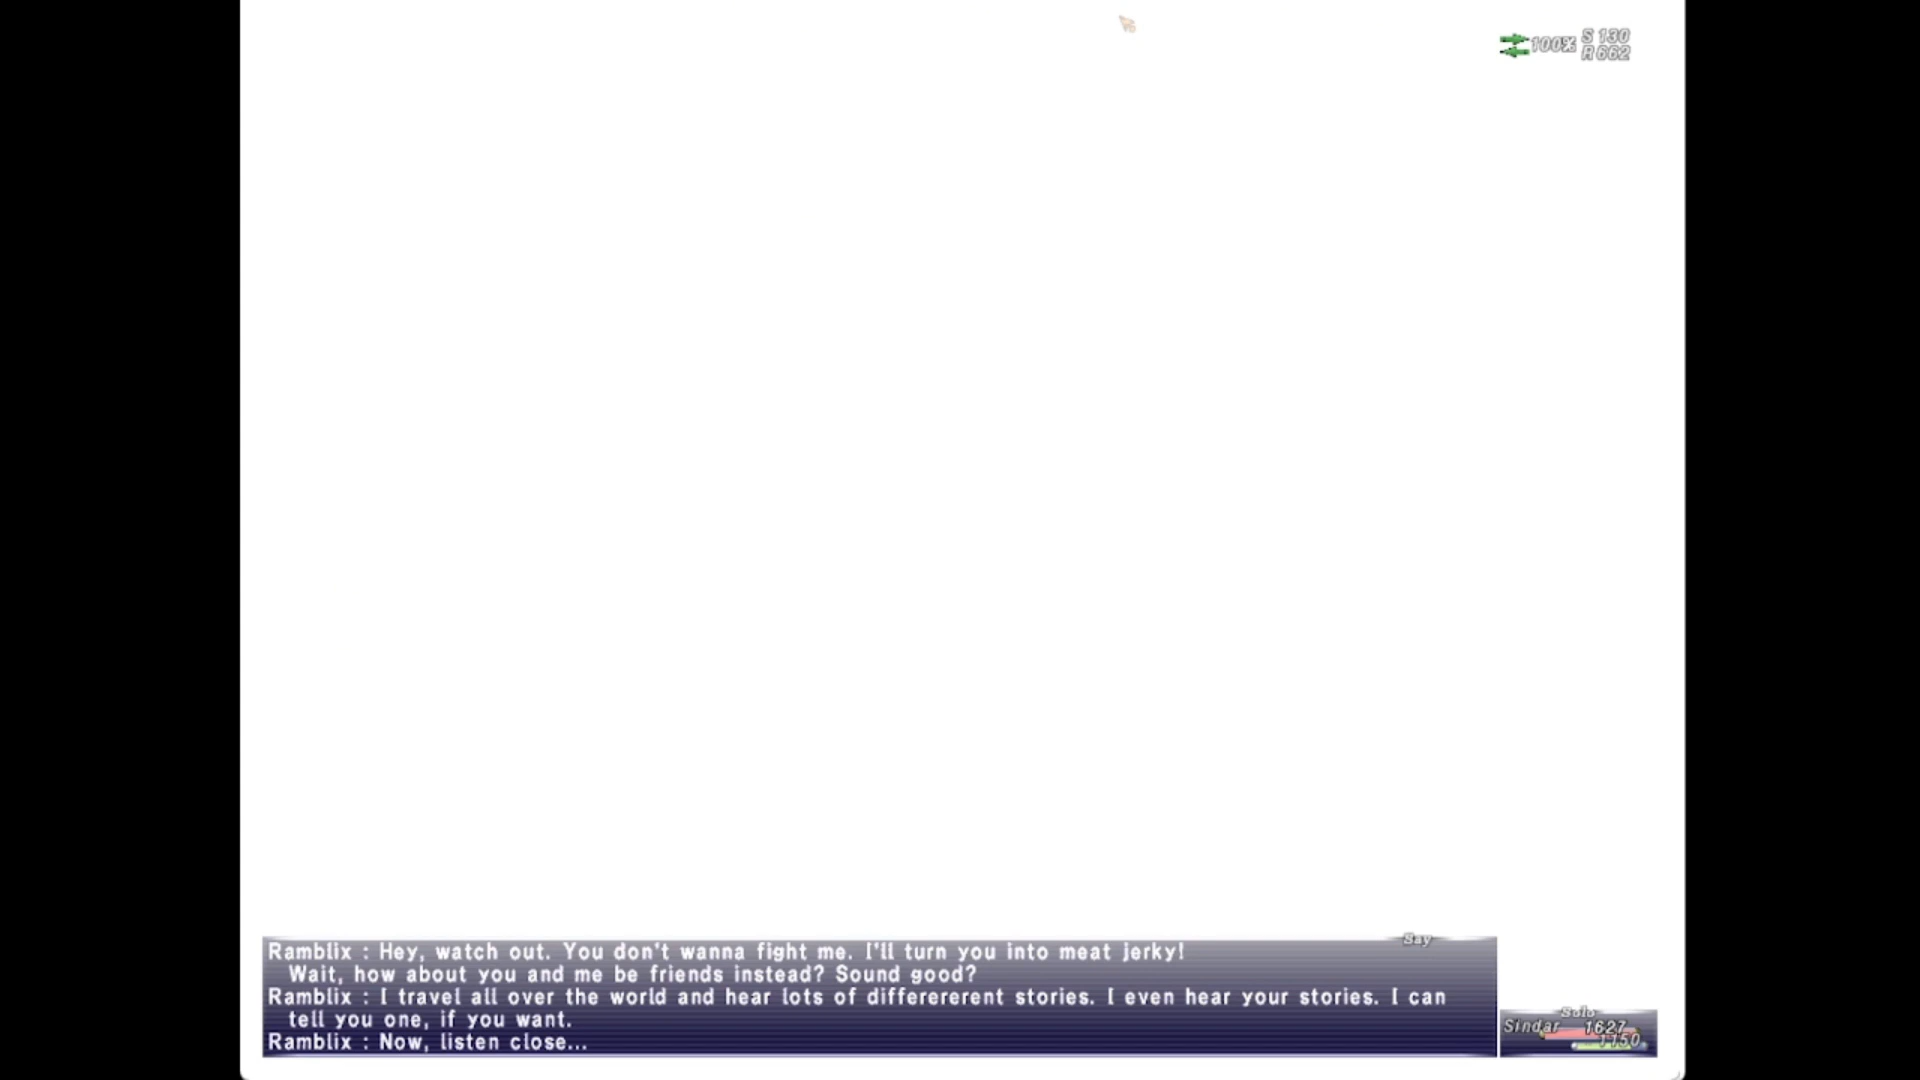 100% S 130
R 662
Say
Ramblix : Hey, watch out. You don't wanna fight me. I'll turn you into meat jerky!
Wait, how about you and me be friends instead? Sound good?
Ramblix : I travel all over the world and hear lots of differererent stories. I even hear your stories. I can
tell you one, if you want.
Ramblix : Now, listen close...
Solo
Sindar 1627
1150